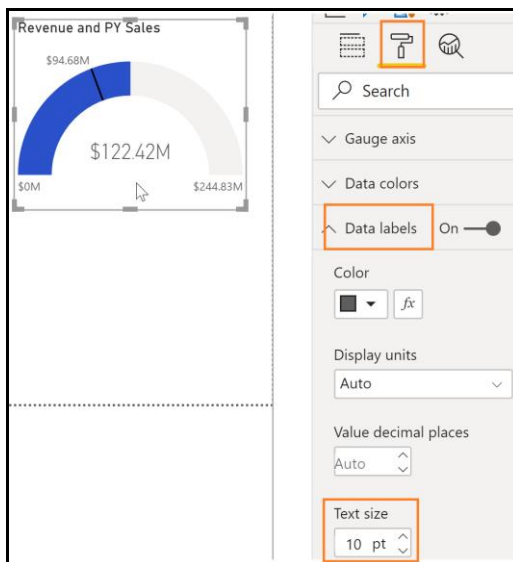 Revenue and PY Sales
$94.68M
$122.42M
$0M
$244.83M
Search
Gauge axis
Data colors
Data labels On
Color
fx
Display units
Auto
Value decimal places
Auto
Text size
10 pt